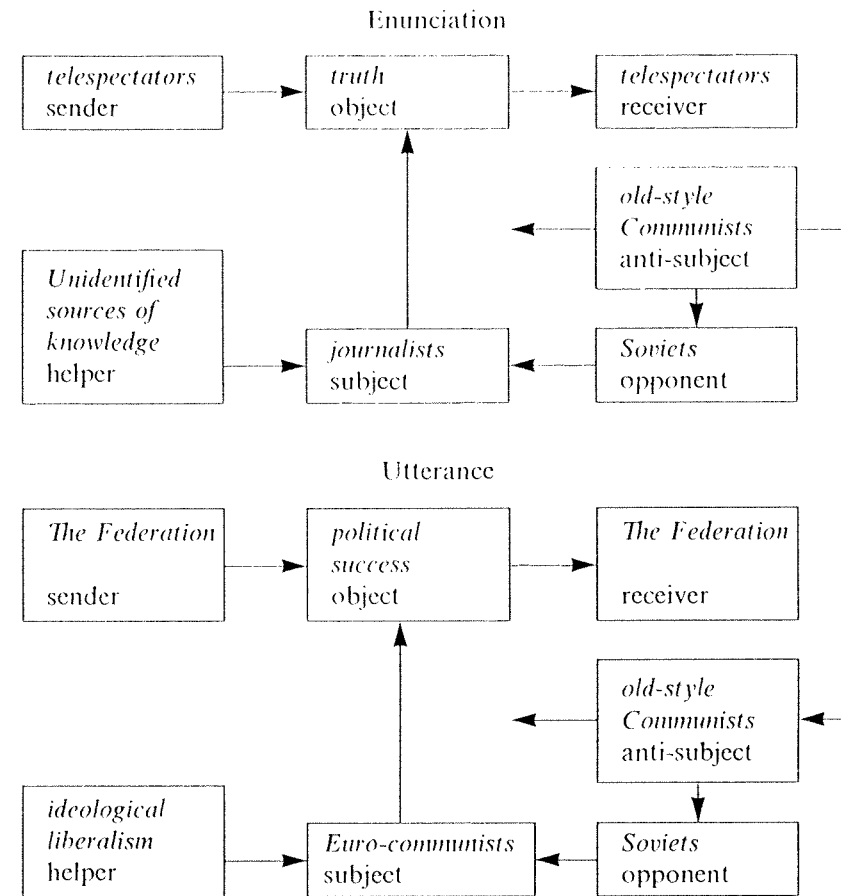 Enunciation
telespectators
sender
truth
object
telespectators
receiver
old-style
Communists
anti-subject
Unidentified
sources of
knowledge
helper
journalists
subject
Soviets
opponent
Utterance
The Federation
sender
political
success
object
The Federation
receiver
old-style
Communists
anti-subject
ideological
liberalism
helper
Euro-communists
subject
Soviets
opponent